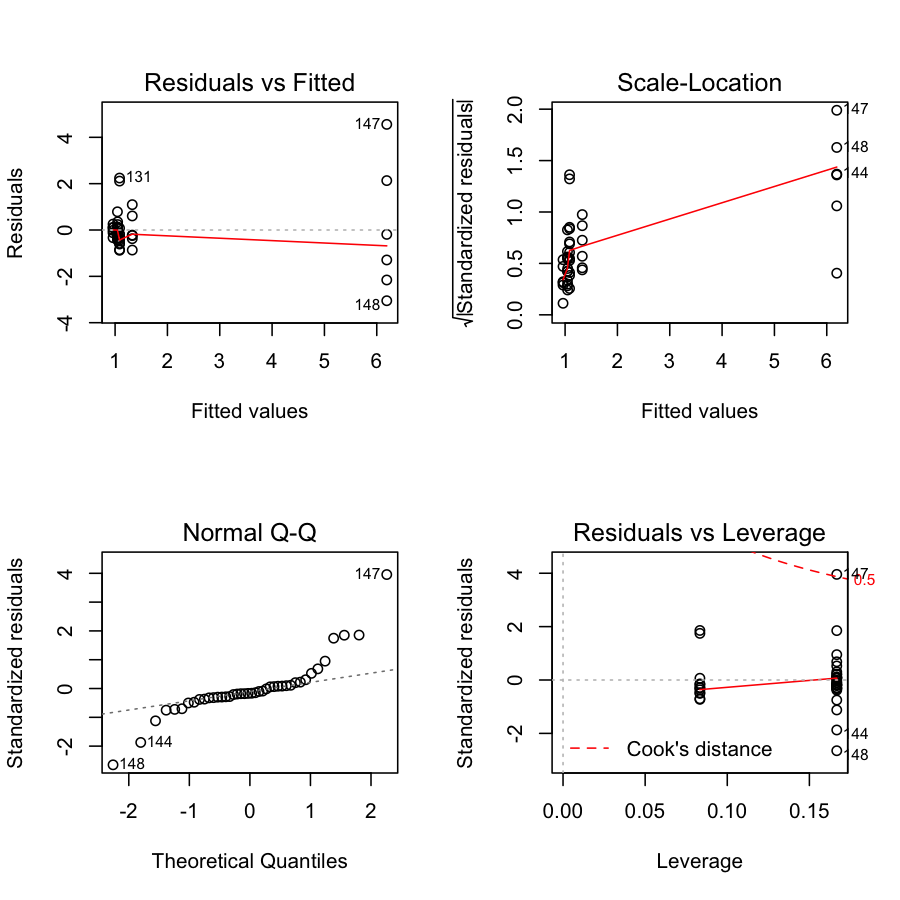 Residuals vs Fitted
Residuals
4
2
0
-2
-4
147
131
148
1 2 3 4 5 6
Fitted values
Scale-Location
√|Standardized residuals|
2.0
1.5
1.0
0.5
0.0
147
148
144
1 2 3 4 5 6
Fitted values
Normal Q-Q
Standardized residuals
4
2
0
-2
147
144
148
-2 -1 0 1 2
Theoretical Quantiles
Residuals vs Leverage
Standardized residuals
4
2
0
-2
147
0.5
144
148
Cook's distance
0.00 0.05 0.10 0.15
Leverage